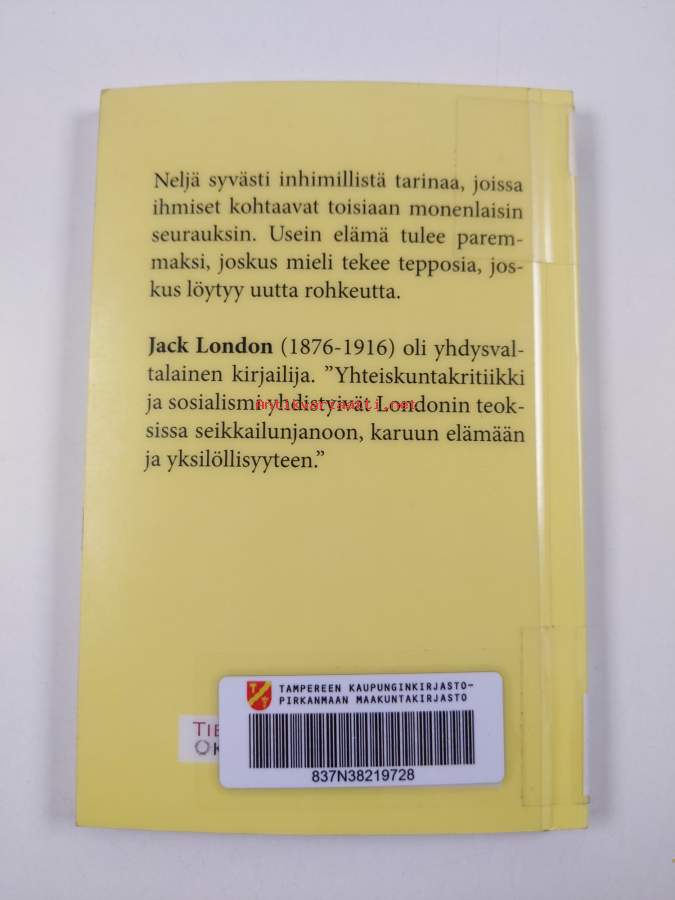 Neljä syvästi inhimillistä tarinaa, joissa
ihmiset kohtaavat toisiaan monenlaisin
seurauksin. Usein elämä tulee parem-
maksi, joskus mieli tekee tepposia, jos-
kus löytyy uutta rohkeutta.
Jack London (1876-1916) oli yhdysval-
talainen kirjailija. ”Yhteiskuntakritiikki
ja sosialismi yhdistyivät Londonin teok-
sissa seikkailunjanoon, karuun elämään
ja yksilöllisyyteen.”
antikvariaatti.net
TAMPEREEN KAUPUNGINKIRJASTO-
PIRKANMAAN MAAKUNTAKIRJASTO
837N38219728